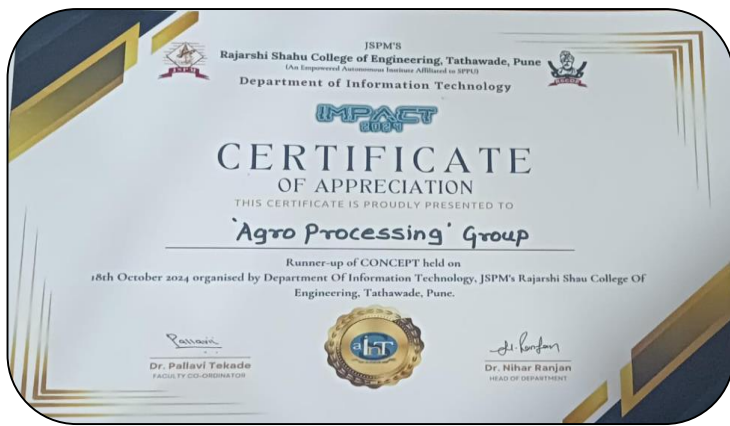 JSPM'S
Rajarshi Shahu College of Engineering, Tathawade, Pune
(An Empowered Autonomous Institute Affiliated to SPPU)
Department of Information Technology
JSPM
IMPACT
2024
CERTIFICATE
OF APPRECIATION
THIS CERTIFICATE IS PROUDLY PRESENTED TO
'Agro Processing' Group
Runner-up of CONCEPT held on
18th October 2024 organised by Department Of Information Technology, JSPM's Rajarshi Shau College Of
Engineering, Tathawade, Pune.
Pallavi
Dr. Pallavi Tekade
FACULTY CO-ORDINATOR
Dr. Nihar Ranjan
HEAD OF DEPARTMENT